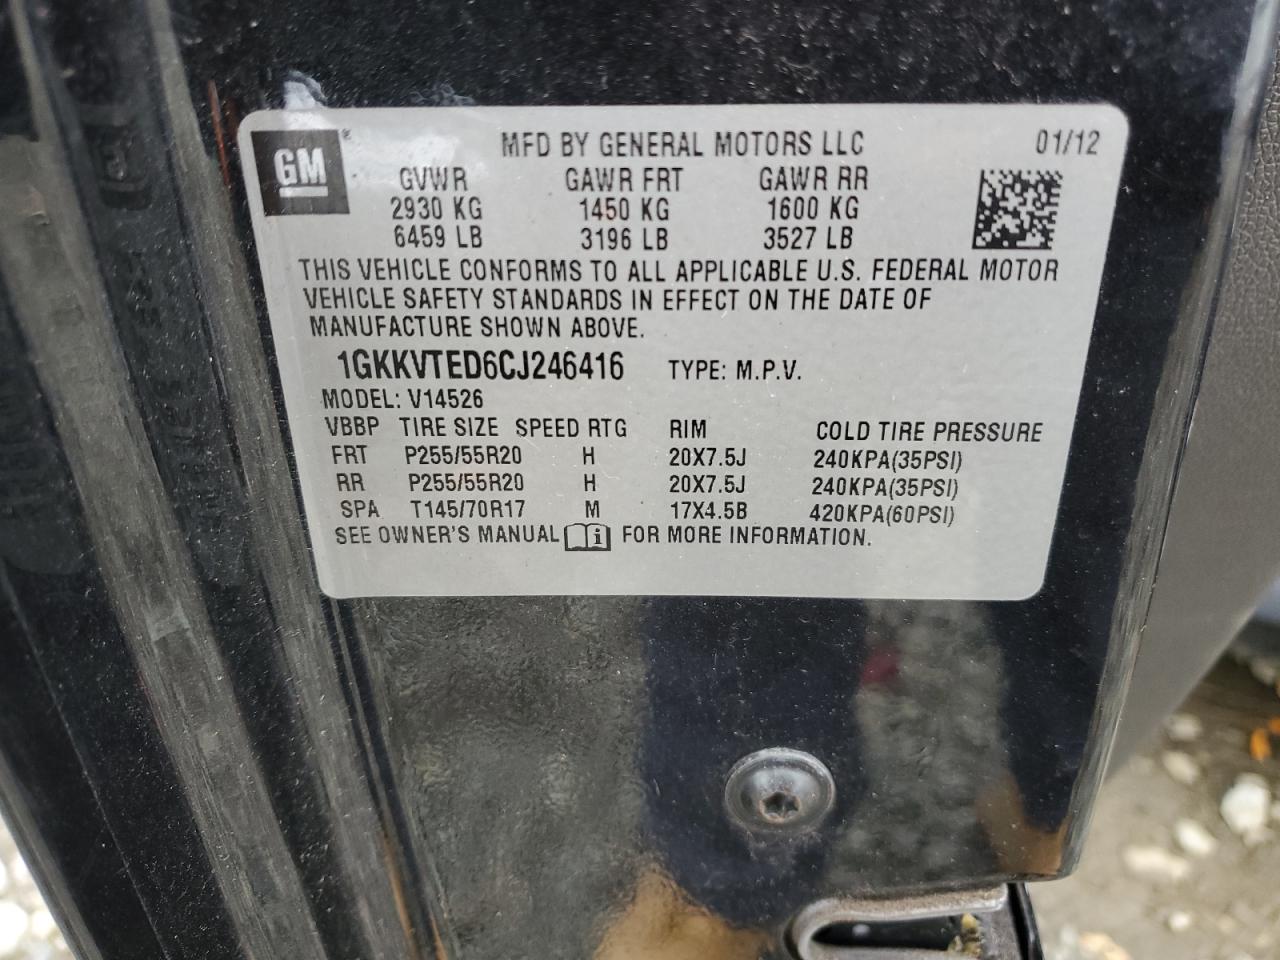 GM® MFD BY GENERAL MOTORS LLC 01/12
GVWR GAWR FRT GAWR RR
2930 KG 1450 KG 1600 KG
6459 LB 3196 LB 3527 LB
THIS VEHICLE CONFORMS TO ALL APPLICABLE U.S. FEDERAL MOTOR
VEHICLE SAFETY STANDARDS IN EFFECT ON THE DATE OF
MANUFACTURE SHOWN ABOVE.
1GKKVTED6CJ246416 TYPE: M.P.V.
MODEL: V14526
VBBP TIRE SIZE SPEED RTG RIM COLD TIRE PRESSURE
FRT P255/55R20 H 20X7.5J 240KPA(35PSI)
RR P255/55R20 H 20X7.5J 240KPA(35PSI)
SPA T145/70R17 M 17X4.5B 420KPA(60PSI)
SEE OWNER'S MANUAL i FOR MORE INFORMATION.